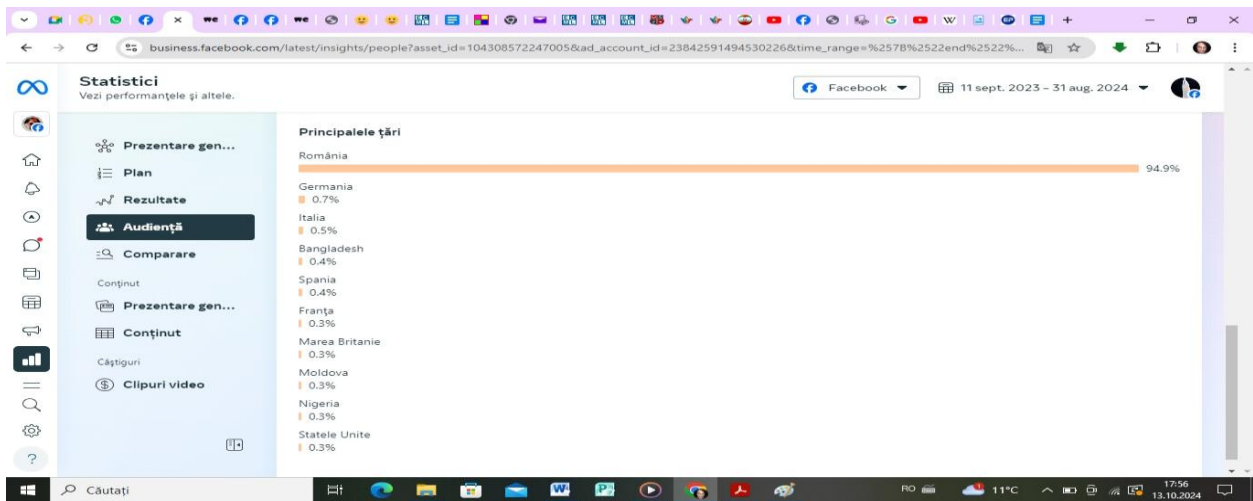 business.facebook.com/latest/insights/people?asset_id=104308572247005&ad_account_id=23842591494530226&time_range=%257B%2522end%2522%...
Statistici
Vezi performanțele și altele.
Facebook
11 sept. 2023 – 31 aug. 2024
Prezentare gen...
Plan
Rezultate
Audiență
Comparare
Conținut
Prezentare gen...
Conținut
Câștiguri
Clipuri video
Principalele țări
România
94.9%
Germania
0.7%
Italia
0.5%
Bangladesh
0.4%
Spania
0.4%
Franța
0.3%
Marea Britanie
0.3%
Moldova
0.3%
Nigeria
0.3%
Statele Unite
0.3%
Căutați
RO
11°C
17:56
13.10.2024